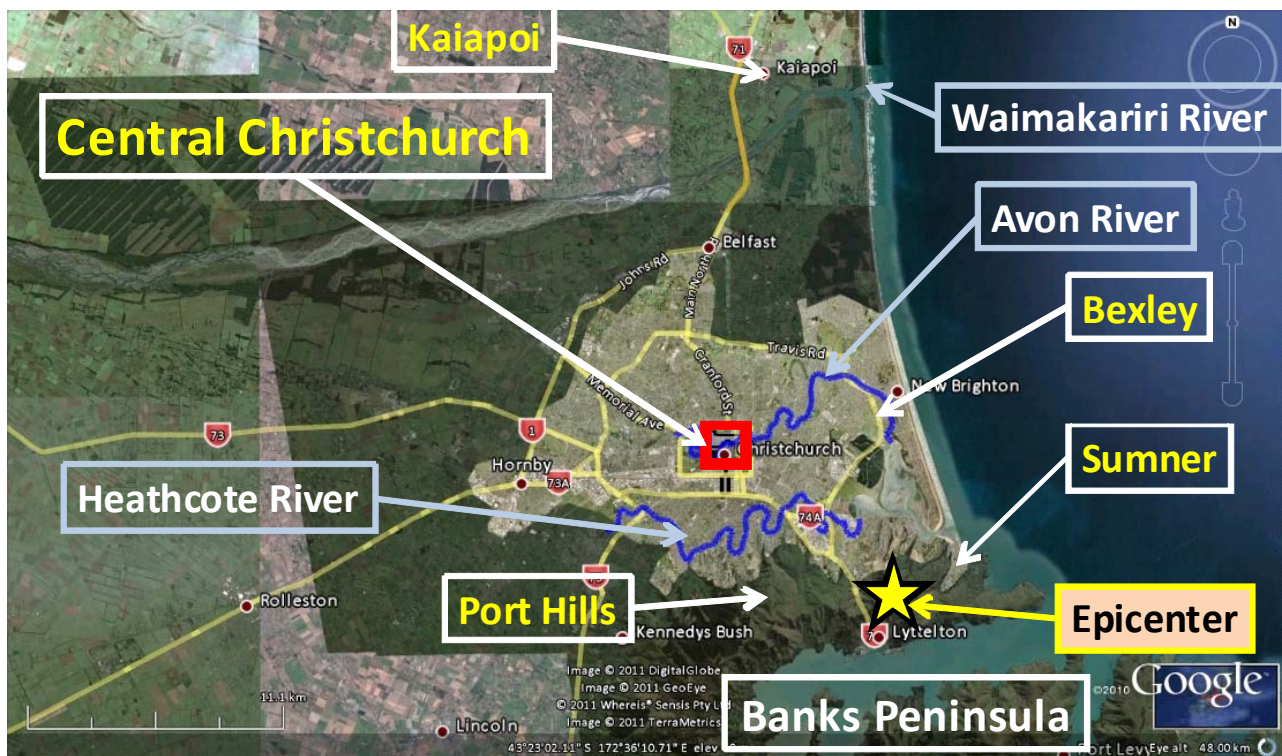 Kaiapoi
71
Kaiapoi
N
Central Christchurch
Waimakariri River
Avon River
Belfast
Johns Rd
Main North
Bexley
Travis Rd
Cranford St
Memorial Ave
New Brighton
73
1
Christchurch
Sumner
Hornby
73A
Heathcote River
74A
Rolleston
Port Hills
Kennedys Bush
Lyttelton
Epicenter
Image © 2011 DigitalGlobe
Image © 2011 GeoEye
© 2011 Whereis® Sensis Pty Ltd
Image © 2011 TerraMetrics
11.1 km
©2010 Google
Lincoln
Banks Peninsula
43°23'02.11" S 172°36'10.71" E elev
Port Levy
Eye alt 48.00 km